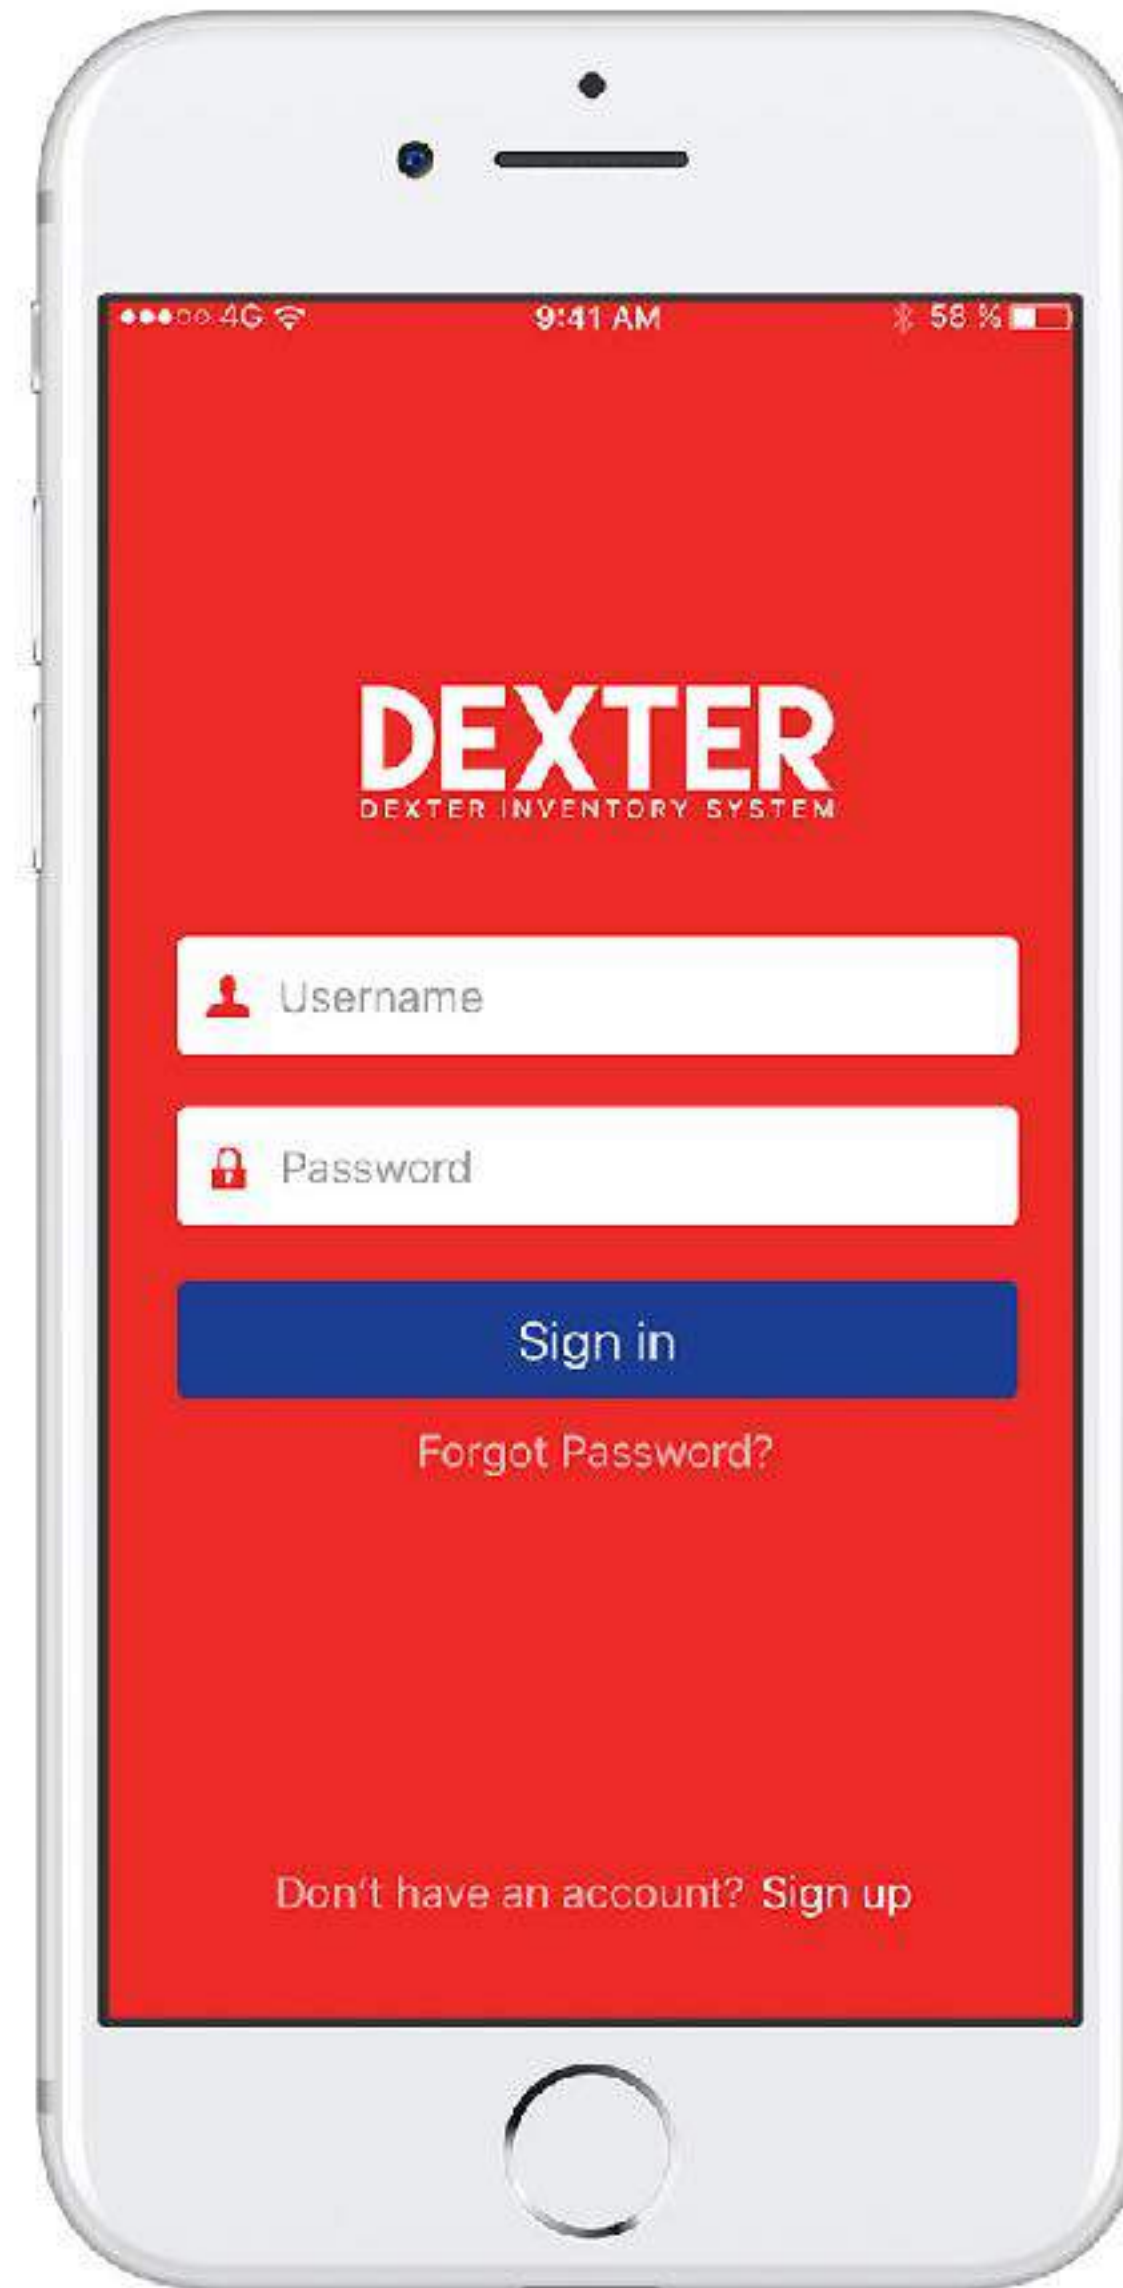 4G 9:41 AM 58 %
DEXTER
DEXTER INVENTORY SYSTEM
Username
Password
Sign in
Forgot Password?
Don't have an account? Sign up